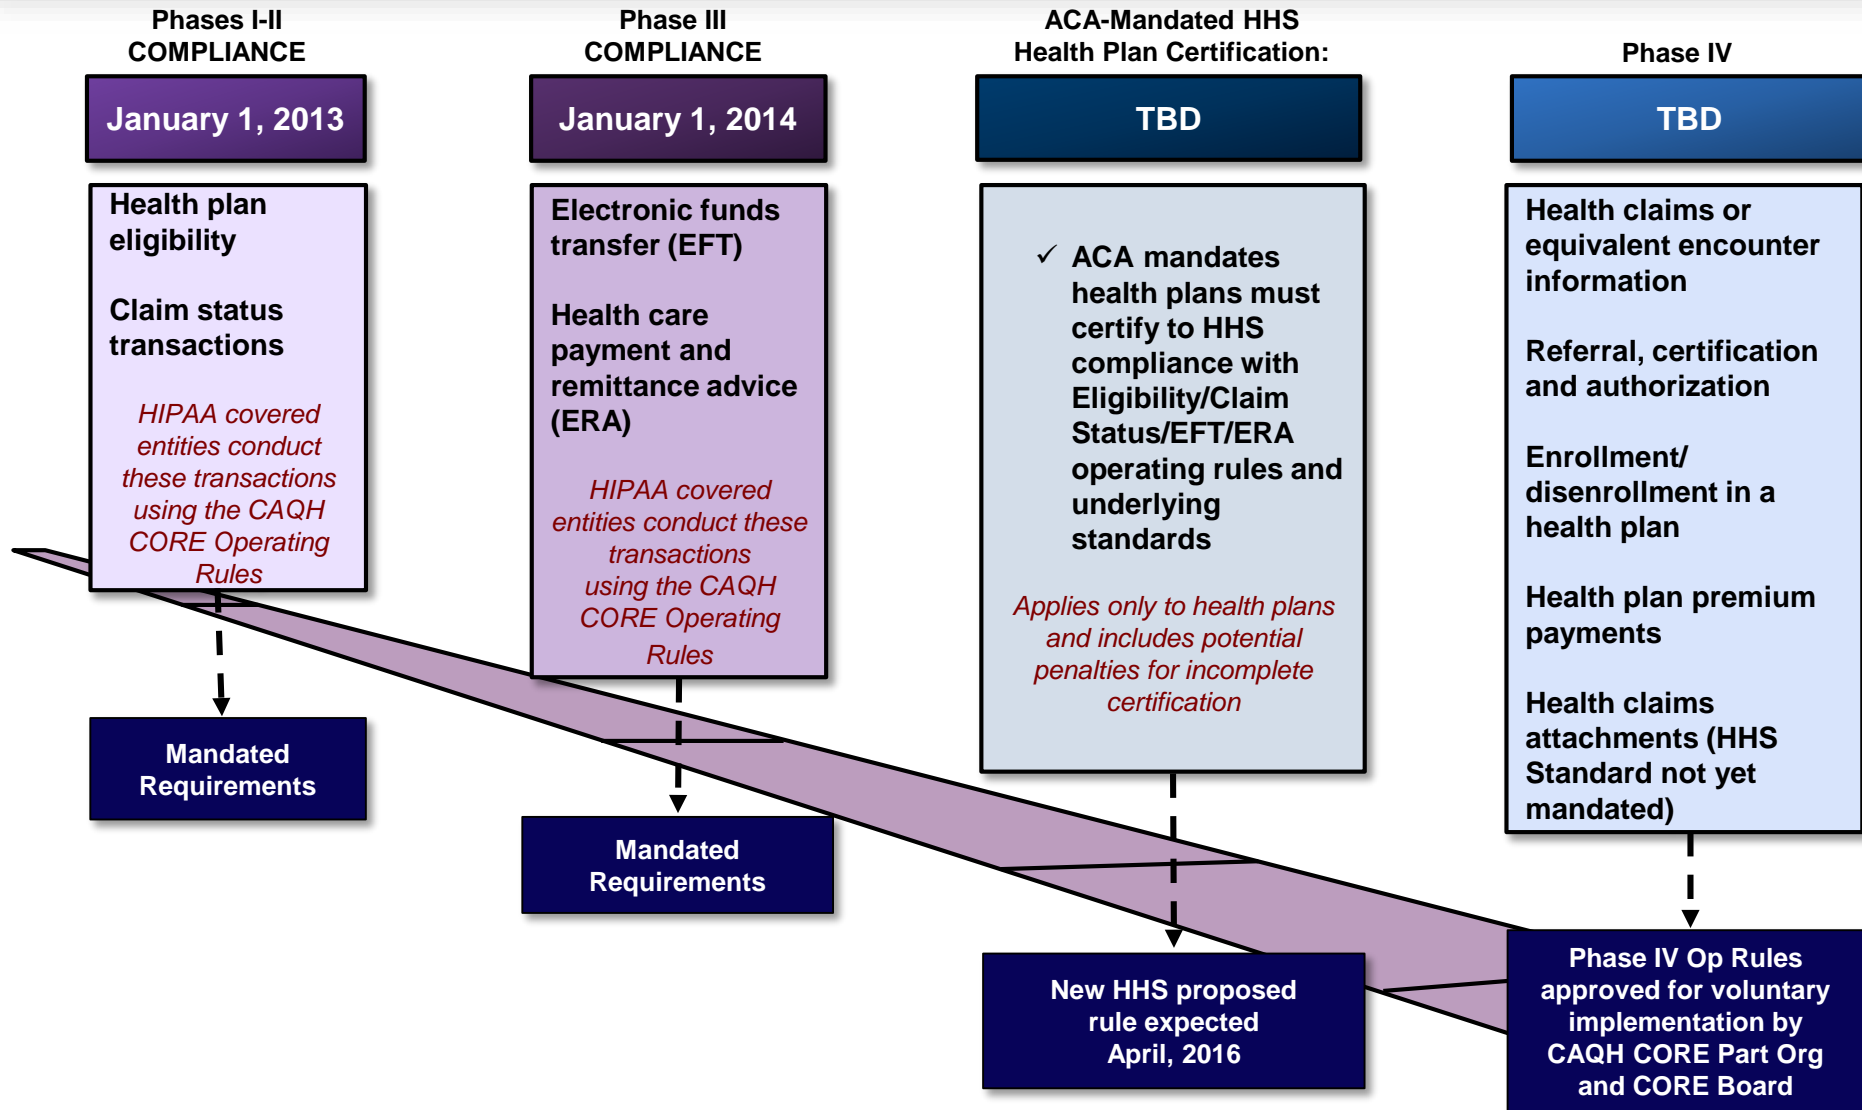 Phases I-II
COMPLIANCE
January 1, 2013
Health plan
eligibility
Claim status
transactions
HIPAA covered
entities conduct
these transactions
using the CAQH
CORE Operating
Rules
Mandated
Requirements
Phase III
COMPLIANCE
January 1, 2014
Electronic funds
transfer (EFT)
Health care
payment and
remittance advice
(ERA)
HIPAA covered
entities conduct these
transactions
using the CAQH
CORE Operating
Rules
Mandated
Requirements
ACA-Mandated HHS
Health Plan Certification:
TBD
✓ ACA mandates
health plans must
certify to HHS
compliance with
Eligibility/Claim
Status/EFT/ERA
operating rules and
underlying
standards
Applies only to health plans
and includes potential
penalties for incomplete
certification
New HHS proposed
rule expected
April, 2016
Phase IV
TBD
Health claims or
equivalent encounter
information
Referral, certification
and authorization
Enrollment/
disenrollment in a
health plan
Health plan premium
payments
Health claims
attachments (HHS
Standard not yet
mandated)
Phase IV Op Rules
approved for voluntary
implementation by
CAQH CORE Part Org
and CORE Board